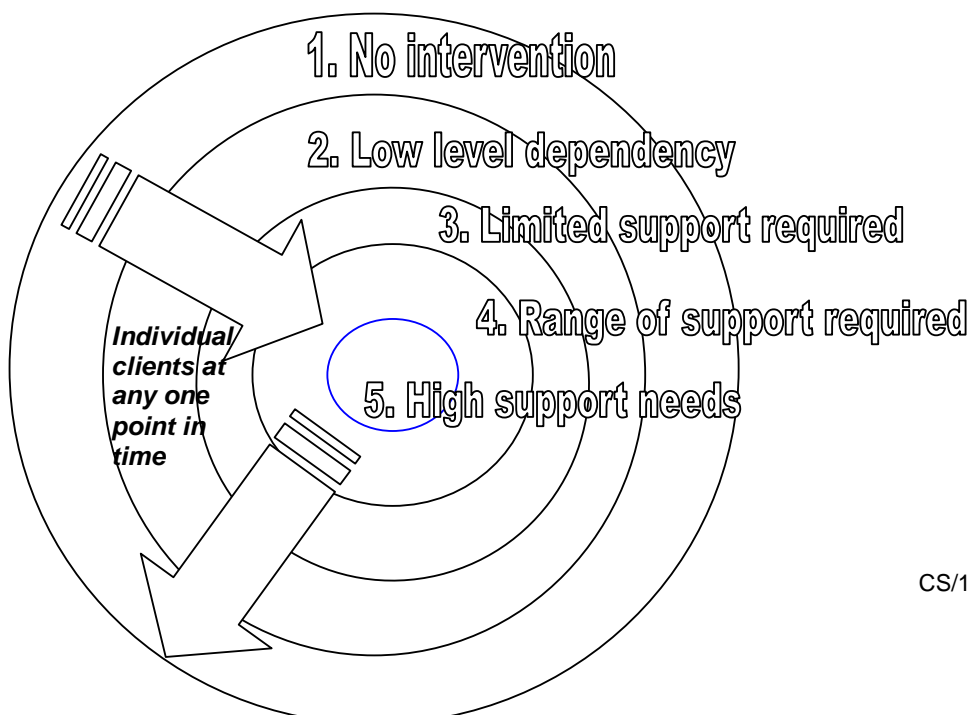 1. No intervention
2. Low level dependency
3. Limited support required
4. Range of support required
5. High support needs
Individual
clients at
any one
point in
time
CS/1